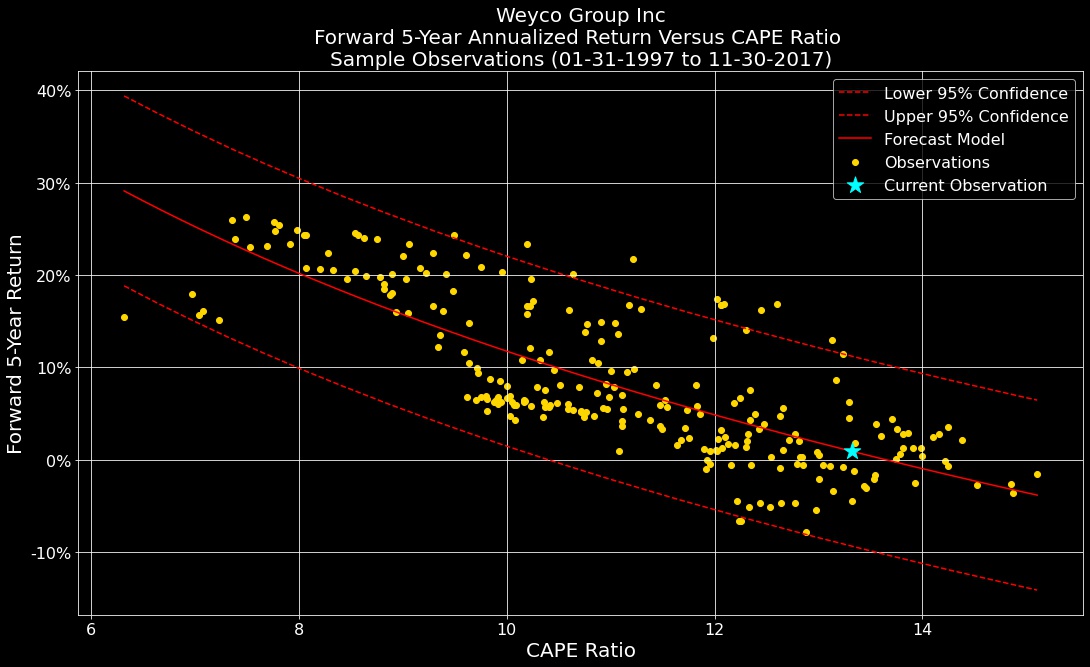 Weyco Group Inc
Forward 5-Year Annualized Return Versus CAPE Ratio
Sample Observations (01-31-1997 to 11-30-2017)
Lower 95% Confidence
Upper 95% Confidence
Forecast Model
Observations
Current Observation
Forward 5-Year Return
40%
30%
20%
10%
0%
-10%
6
8
10
12
14
CAPE Ratio